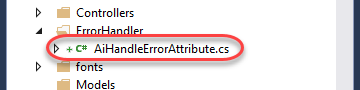 Controllers
ErrorHandler
+ C# AiHandleErrorAttribute.cs
fonts
Models